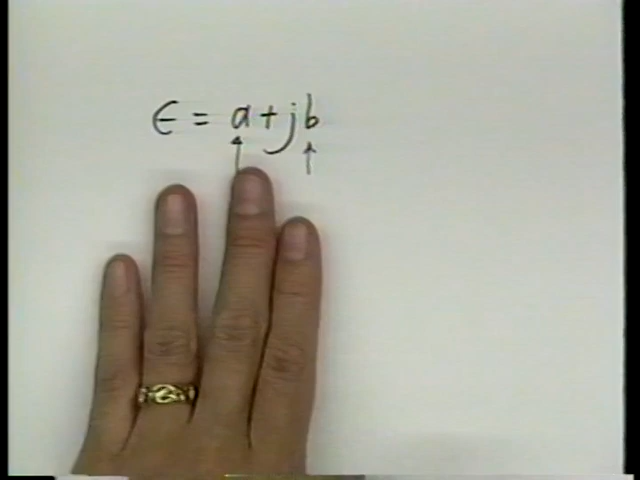 ϵ = a + jb